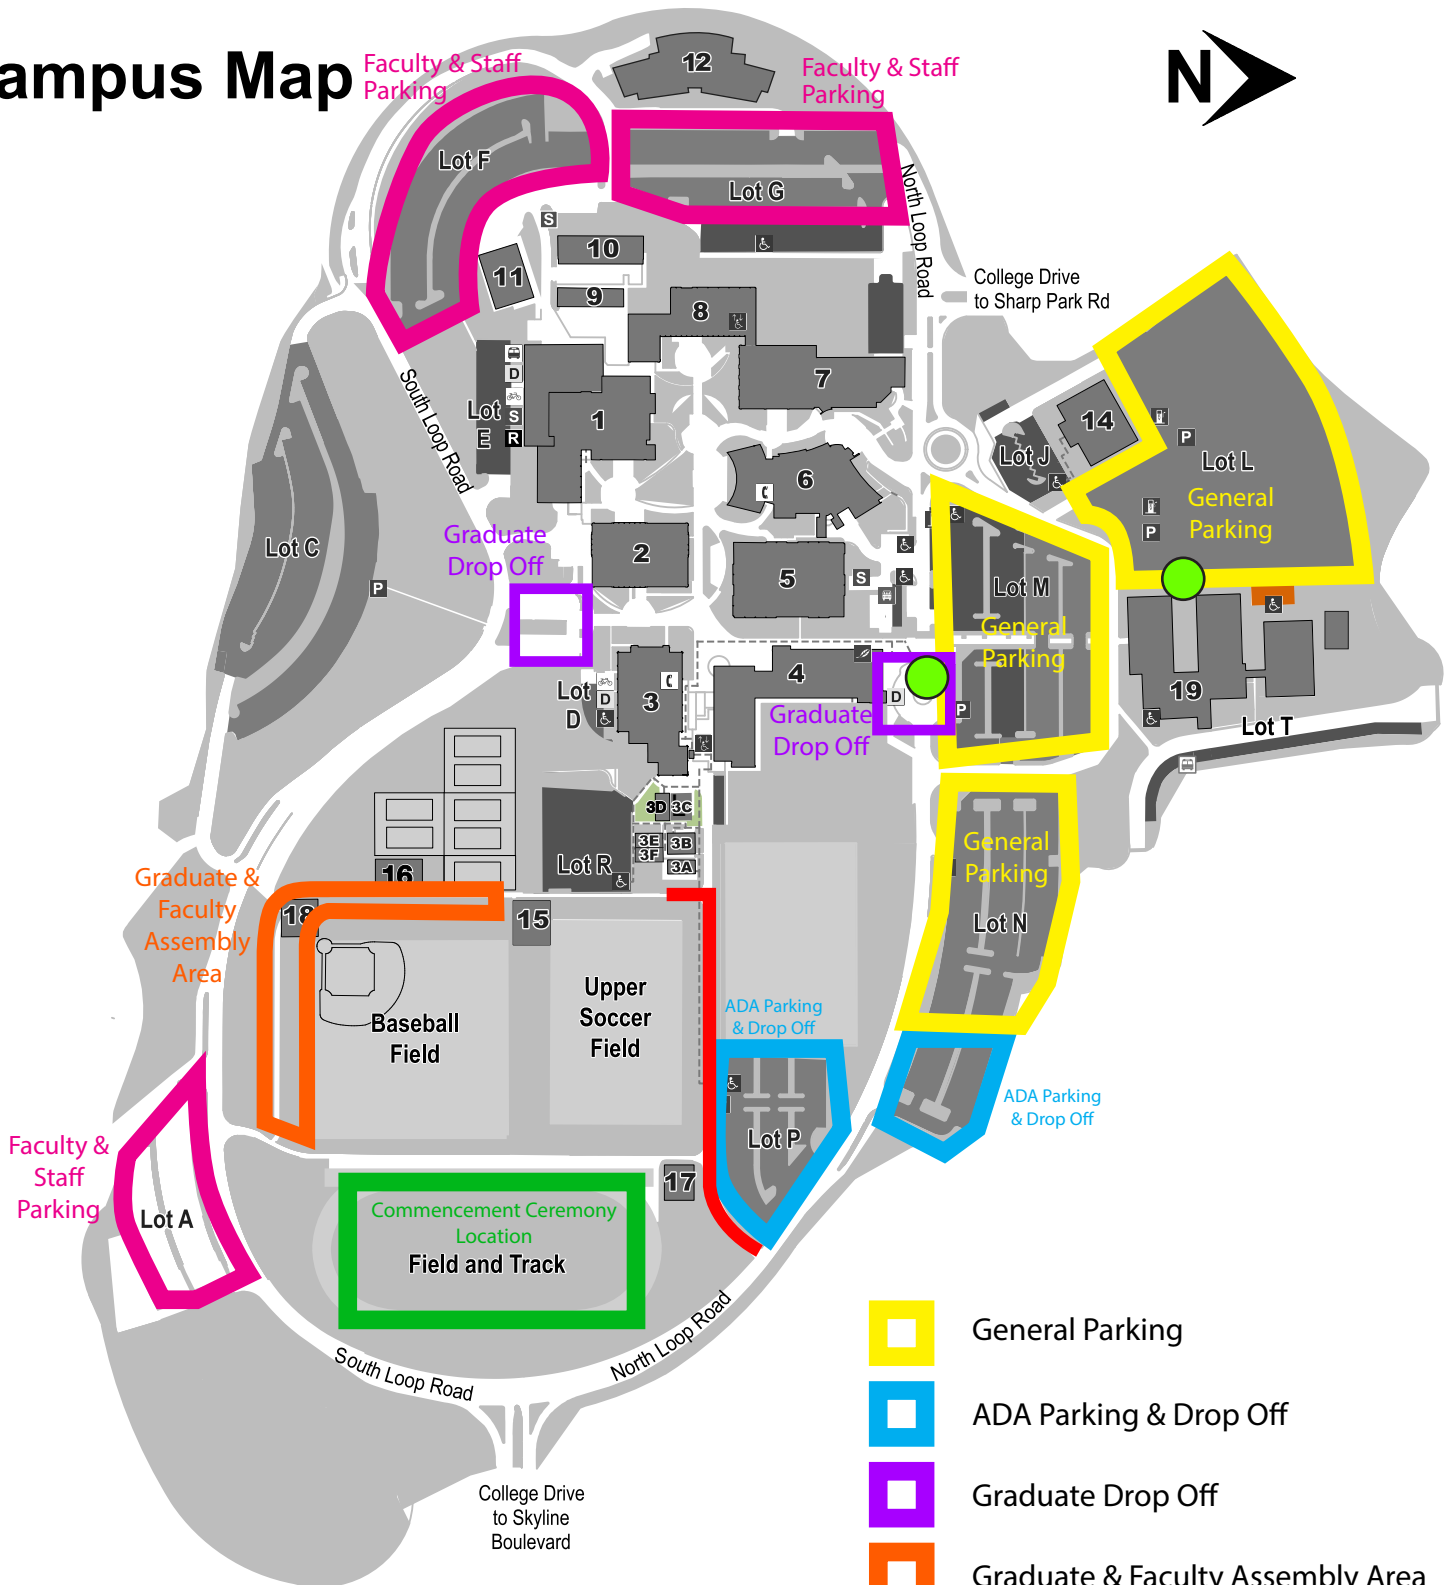 ampus Map
Faculty & Staff
Parking
12
Faculty & Staff
Parking
N
Lot F
Lot G
North Loop Road
S
10
11
9
8
College Drive
to Sharp Park Rd
7
D
South Loop Road
Lot
E
S
R
1
14
P
Lot J
Lot L
6
General
Parking
P
Graduate
Drop Off
Lot C
2
5
S
P
Lot M
General
Parking
Lot
D
D
3
4
D
P
19
Graduate
Drop Off
Lot T
3D
3C
3E
3F
3B
3A
Lot R
General
Parking
16
Graduate &
Faculty
Assembly
Area
18
15
Lot N
Upper
Soccer
Field
Baseball
Field
ADA Parking
& Drop Off
ADA Parking
& Drop Off
Lot P
Faculty &
Staff
Parking
17
Lot A
Commencement Ceremony
Location
Field and Track
South Loop Road
North Loop Road
General Parking
ADA Parking & Drop Off
College Drive
to Skyline
Boulevard
Graduate Drop Off
Graduate & Faculty Assembly Area